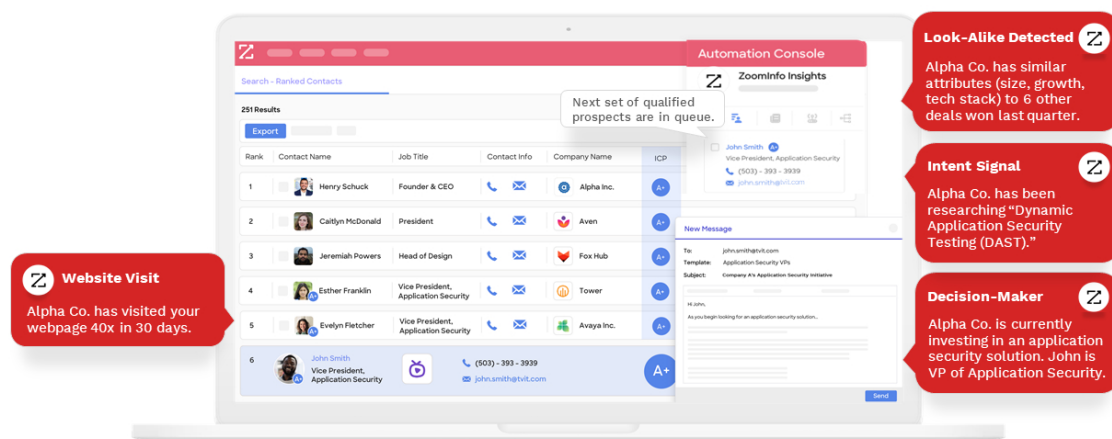 Automation Console
ZoomInfo Insights
Search - Ranked Contacts
251 Results
Export
Next set of qualified
prospects are in queue.
John Smith A+
Vice President, Application Security
(503) - 393 - 3939
john.smith@tvit.com
Rank Contact Name Job Title Contact Info Company Name ICP
1 Henry Schuck Founder & CEO Alpha Inc. A+
2 Caitlyn McDonald President Aven A+
3 Jeremiah Powers Head of Design Fox Hub A+
4 A+ Esther Franklin Vice President,
Application Security Tower A+
5 A+ Evelyn Fletcher Vice President,
Application Security Avaya Inc. A+
6 A+ John Smith
Vice President,
Application Security
(503) - 393 - 3939
john.amith@tvit.com
A+
New Message
To: john.smith@tvit.com
Template: Application Security VPs
Subject: Company A's Application Security Initiative
Hi John,
As you begin looking for an application security solution...
Send
Website Visit
Alpha Co. has visited your
webpage 40x in 30 days.
Look-Alike Detected
Alpha Co. has similar
attributes (size, growth,
tech stack) to 6 other
deals won last quarter.
Intent Signal
Alpha Co. has been
researching “Dynamic
Application Security
Testing (DAST).”
Decision-Maker
Alpha Co. is currently
investing in an application
security solution. John is
VP of Application Security.